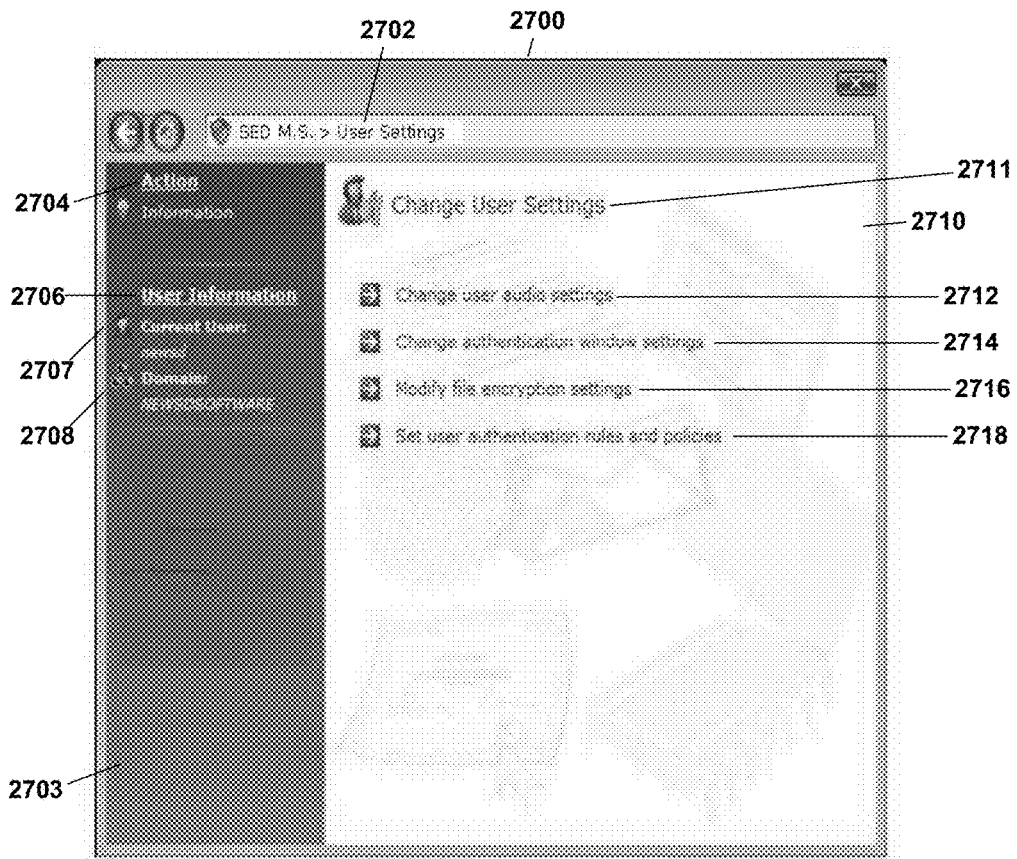 2700
2702
SED M.S. > User Settings
2704
Action
Information
2711
Change User Settings
2710
2706
User Information
2712
Change user audio settings
2707
Current User:
2714
Change authentication window settings
Domain:
2716
Modify file encryption settings
2708
2718
Set user authentication rules and policies
2703